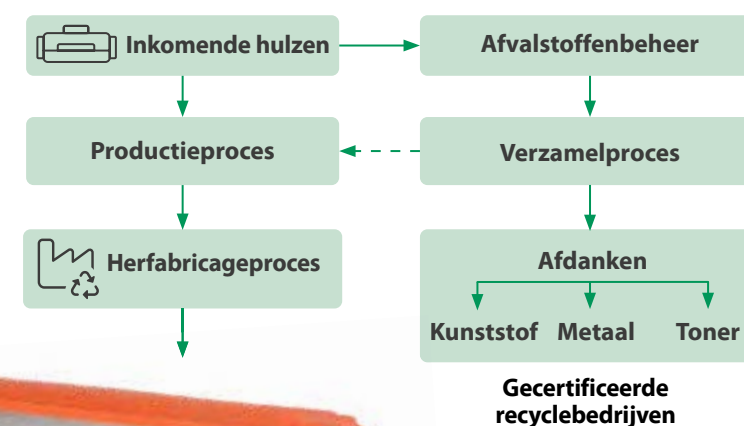 Inkomende hulzen
Afvalstoffenbeheer
Productieproces
Verzamelproces
Herfabricageproces
Afdanken
Kunststof Metaal Toner
Gecertificeerde
recyclebedrijven